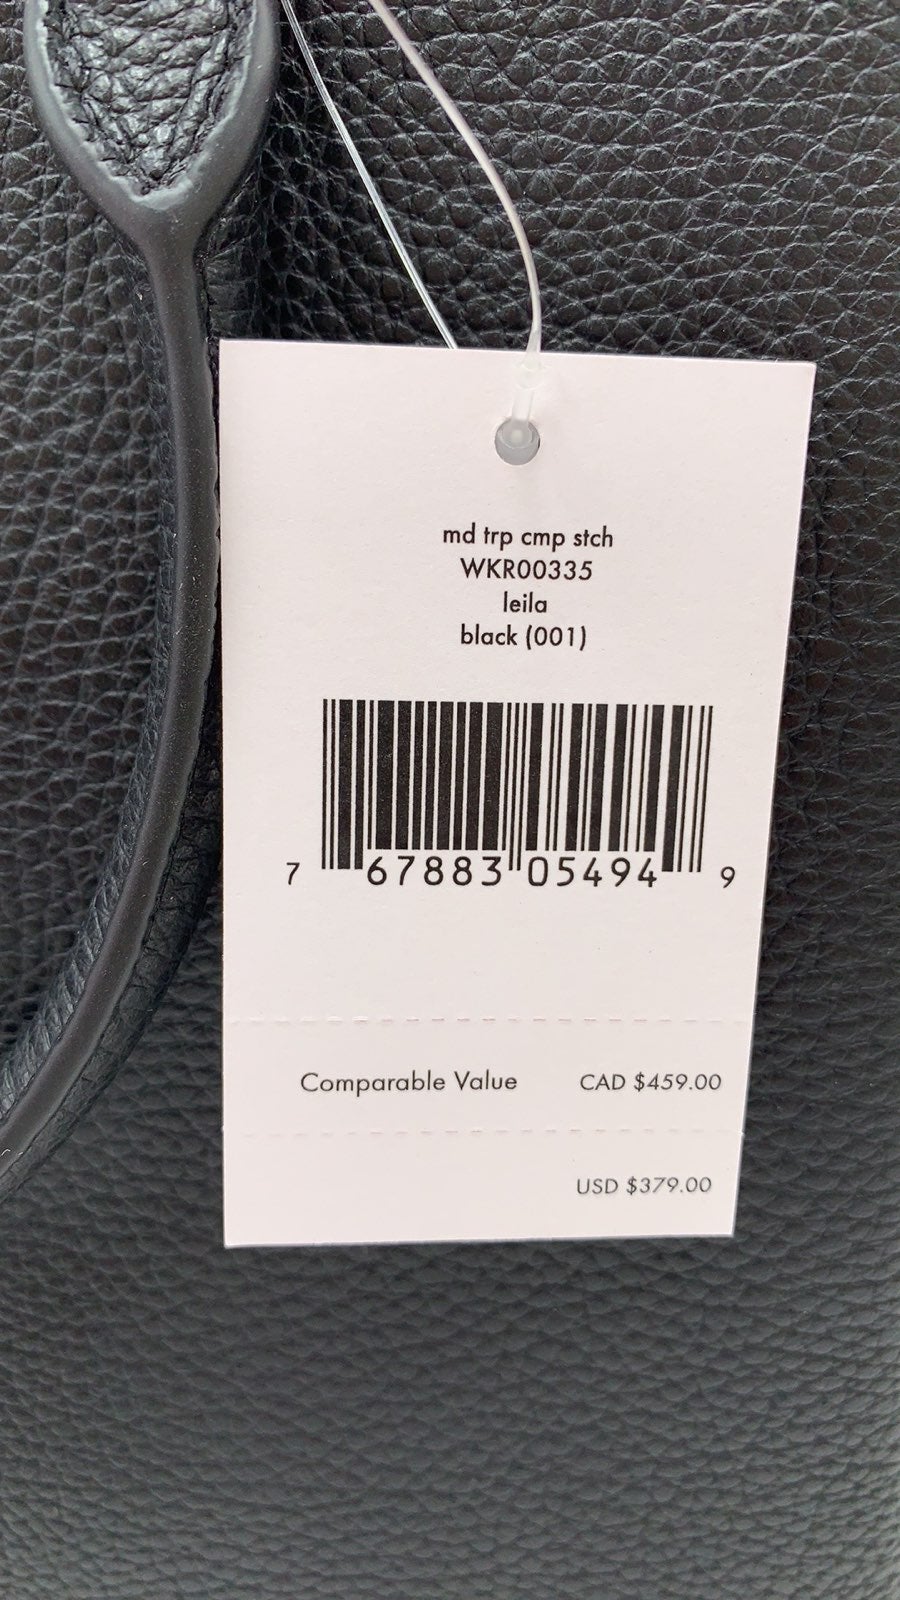 md trp cmp stch
WKR00335
leila
black (001)
7 67883 05494 9
Comparable Value CAD $459.00
USD $379.00